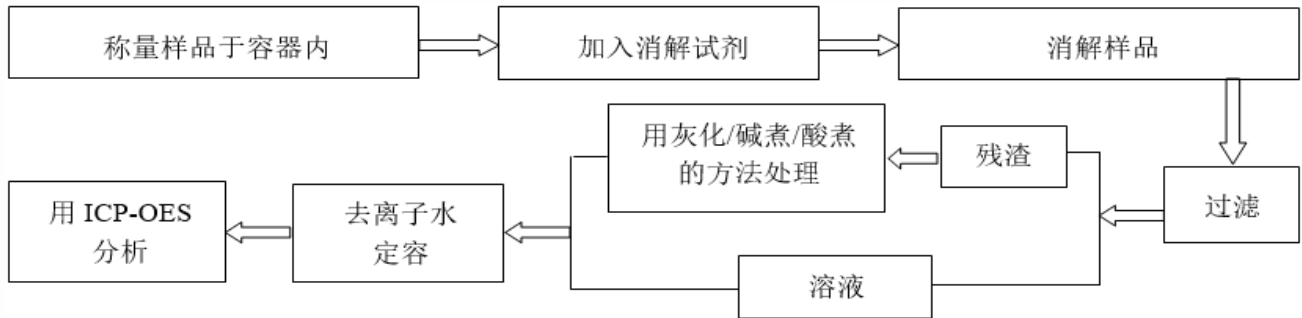 称量样品于容器内
加入消解试剂
消解样品
用灰化/碱煮/酸煮
的方法处理
残渣
过滤
用 ICP-OES
分析
去离子水
定容
溶液